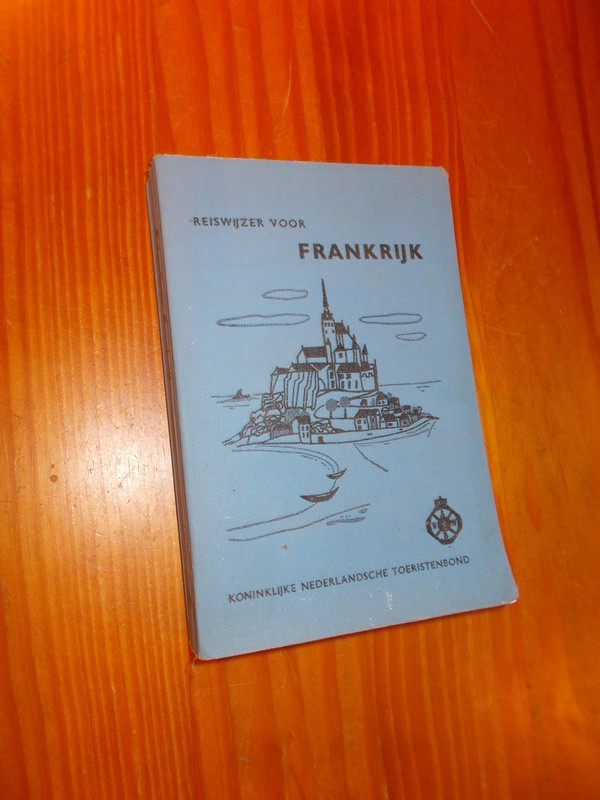 REISWIJZER VOOR
FRANKRIJK
KONINKLIJKE NEDERLANDSCHE TOERISTENBOND